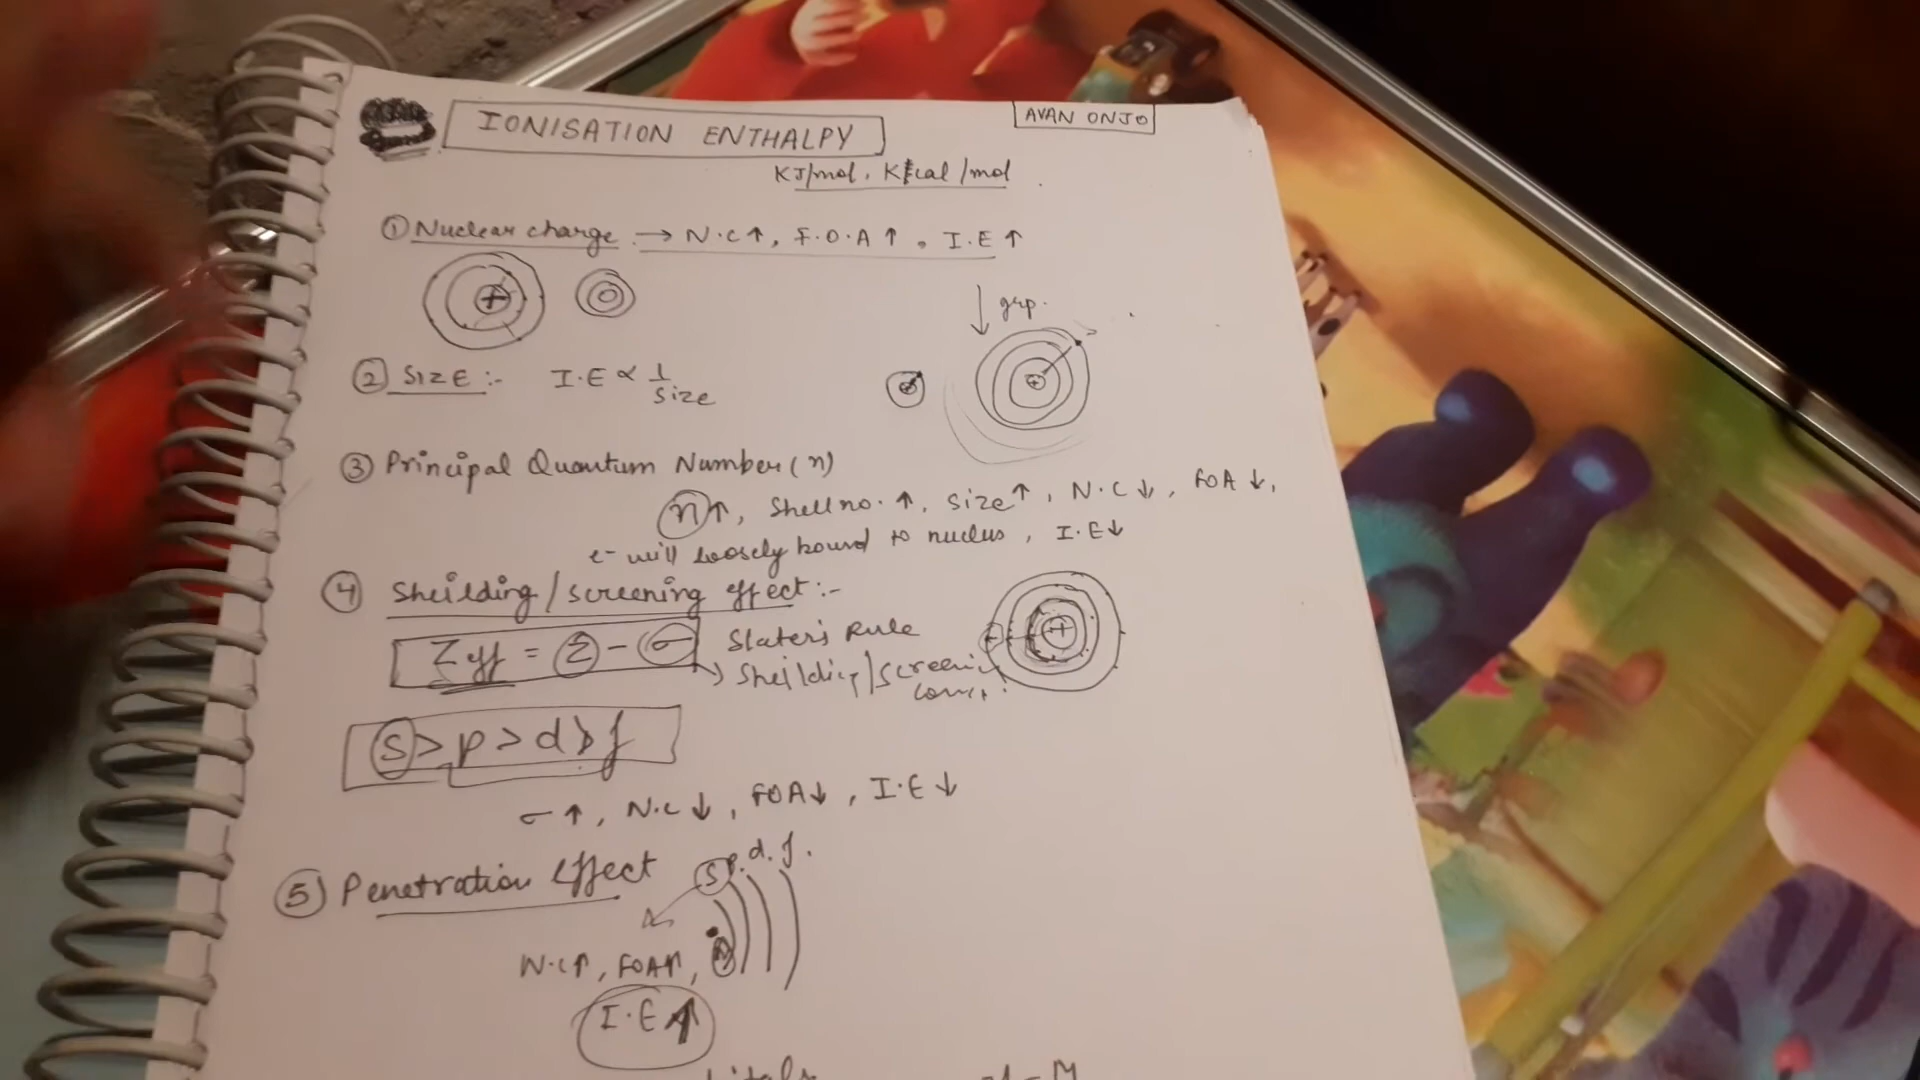 IONISATION ENTHALPY
AVAN ONJO
KJ/mol, Kcal/mol
① Nuclear charge → N.C↑, F.O.A↑, I.E↑
↓ grp.
② SIZE:- I.E ∝ 1/size
③ Principal Quantum Number (n)
n↑, Shell no. ↑, size↑, N.C↓, FOA↓,
e- will loosely bound to nucleus, I.E↓
④ Sheilding/screening effect:-
Zeff = Z - σ Slater's Rule
→ Sheilding/Screenin
const.
S>p>d>f
σ↑, N.C↓, FOA↓, I.E↓
⑤ Penetration Effect S p. d. f.
N.C↑, FOA↑,
I.E↑